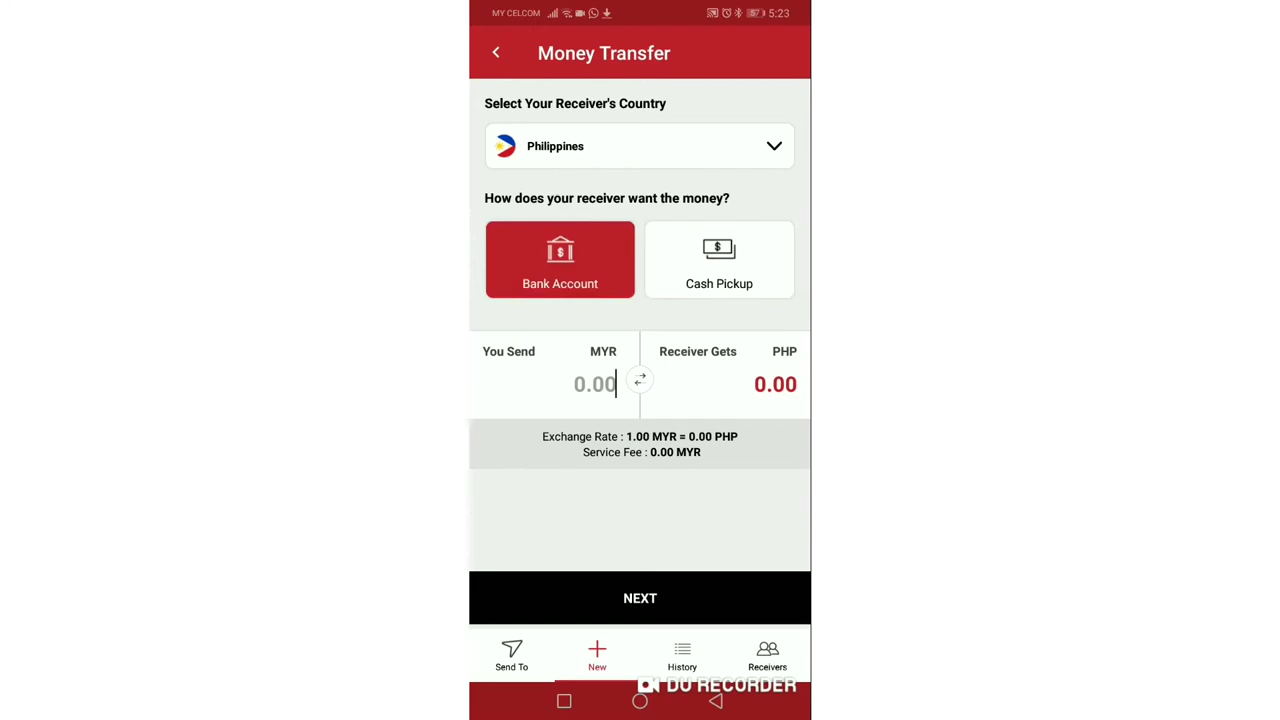 MY CELCOM 57 5:23
Money Transfer
Select Your Receiver's Country
Philippines
How does your receiver want the money?
$ $
Bank Account Cash Pickup
You Send MYR Receiver Gets PHP
0.00 0.00
Exchange Rate : 1.00 MYR = 0.00 PHP
Service Fee : 0.00 MYR
NEXT
Send To New History Receivers
DU RECORDER